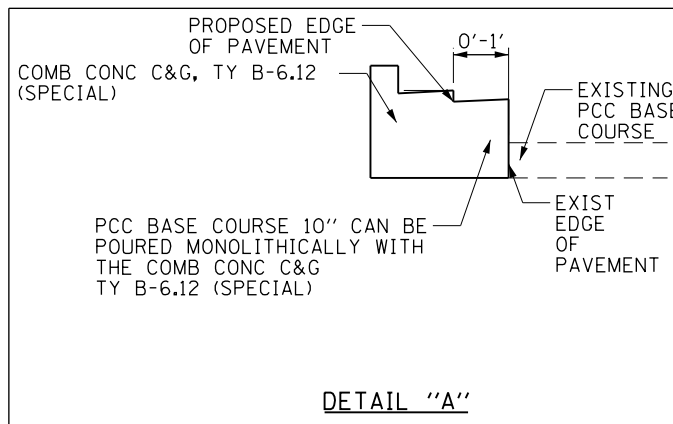 PROPOSED EDGE
OF PAVEMENT
0'-1'
COMB CONC C&G, TY B-6.12
(SPECIAL)
EXISTING
PCC BASE
COURSE
PCC BASE COURSE 10" CAN BE
POURED MONOLITHICALLY WITH
THE COMB CONC C&G
TY B-6.12 (SPECIAL)
EXIST
EDGE
OF
PAVEMENT
DETAIL "A"